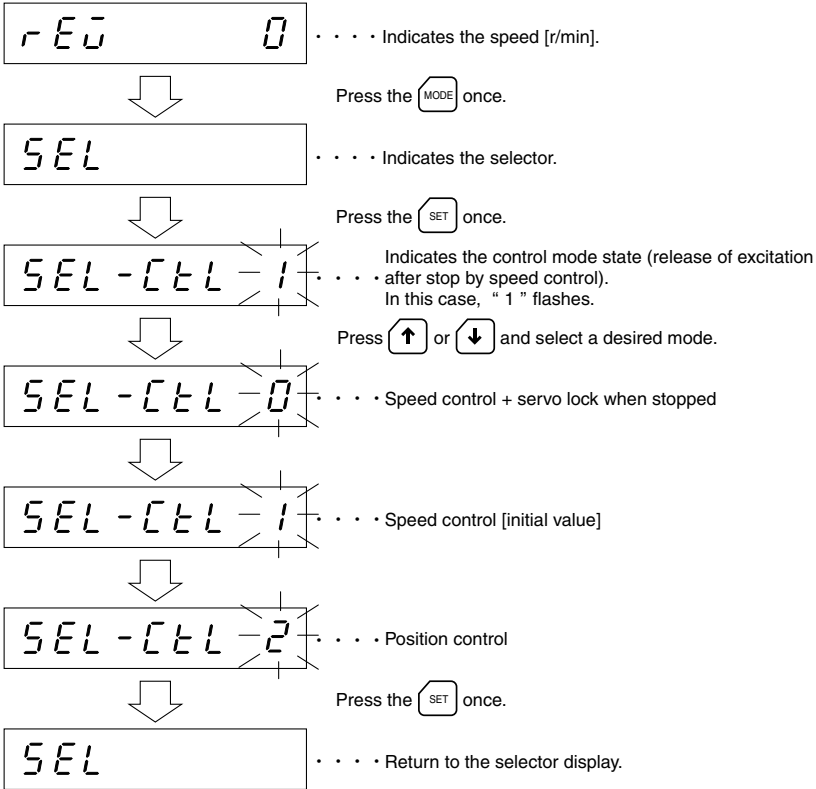 rEv 0 · · · · Indicates the speed [r/min].
Press the MODE once.
SEL · · · · Indicates the selector.
Press the SET once.
Indicates the control mode state (release of excitation
SEL-CtL 1 · · · · after stop by speed control).
In this case, “ 1 ” flashes.
Press ↑ or ↓ and select a desired mode.
SEL-CtL 0 · · · · Speed control + servo lock when stopped
SEL-CtL 1 · · · · Speed control [initial value]
SEL-CtL 2 · · · · Position control
Press the SET once.
SEL · · · · Return to the selector display.